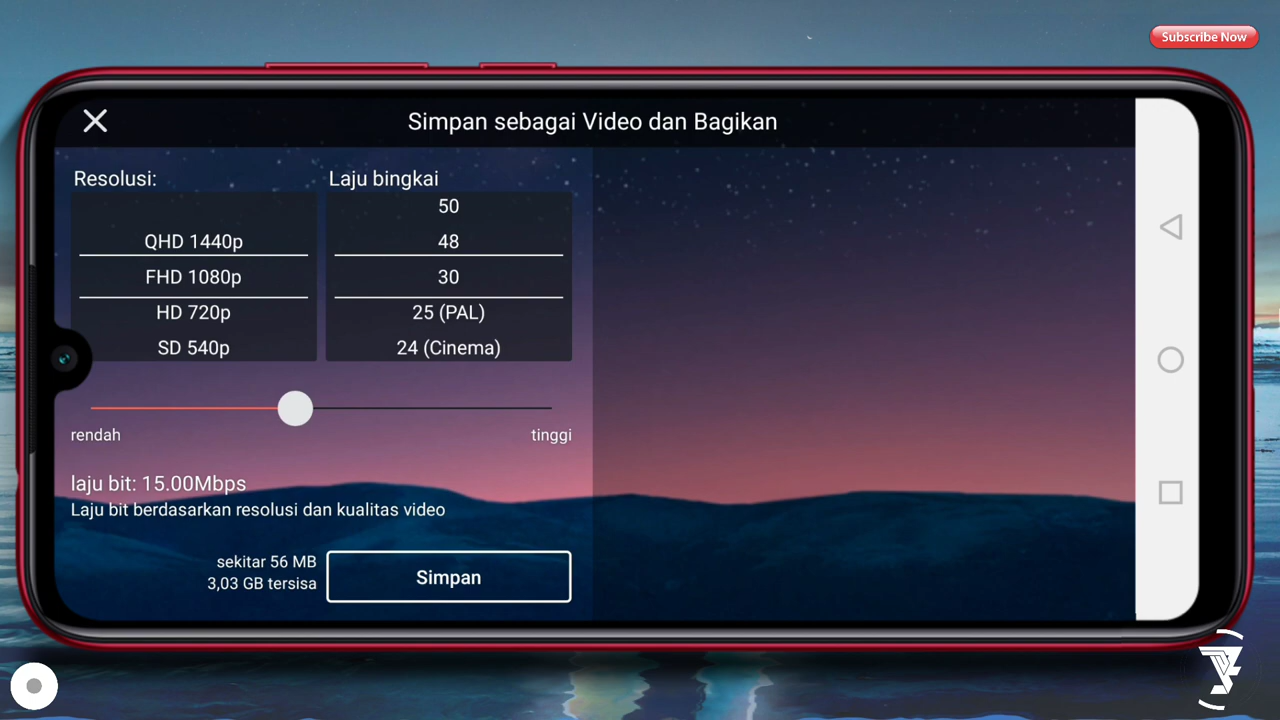 Subscribe Now
Simpan sebagai Video dan Bagikan
Resolusi:
QHD 1440p
FHD 1080p
HD 720p
SD 540p
Laju bingkai
50
48
30
25 (PAL)
24 (Cinema)
rendah
tinggi
laju bit: 15.00Mbps
Laju bit berdasarkan resolusi dan kualitas video
sekitar 56 MB
3,03 GB tersisa
Simpan